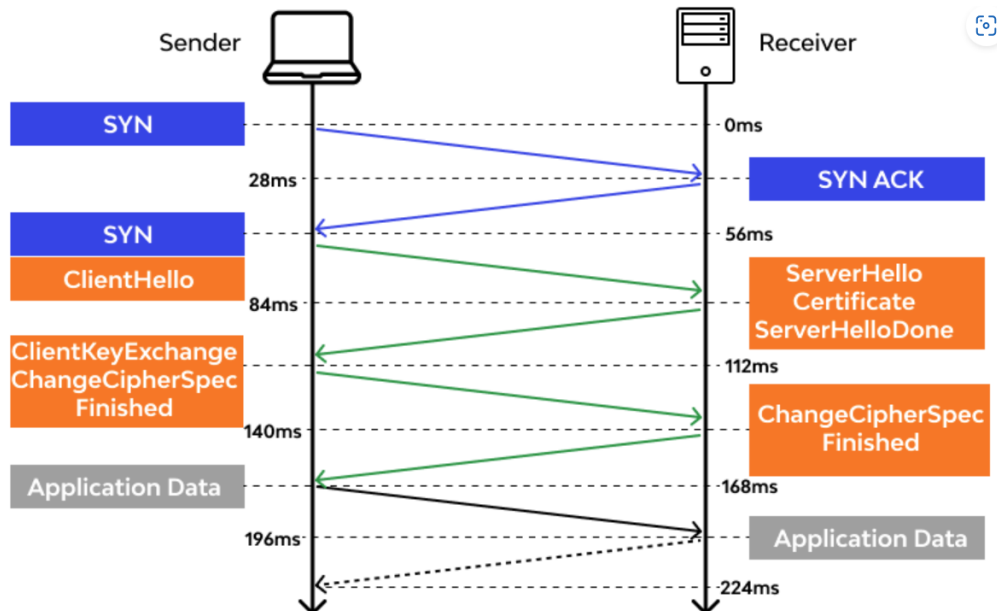 Sender
Receiver
SYN
0ms
28ms
SYN ACK
SYN
56ms
ClientHello
ServerHello
Certificate
ServerHelloDone
84ms
ClientKeyExchange
ChangeCipherSpec
Finished
112ms
ChangeCipherSpec
Finished
140ms
Application Data
168ms
196ms
Application Data
224ms